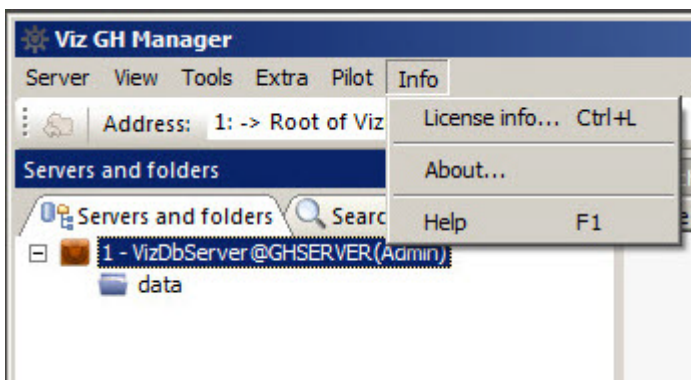 Viz GH Manager
Server View Tools Extra Pilot Info
Address: 1: -> Root of Viz
License info... Ctrl+L
About...
Help F1
Servers and folders
Servers and folders
1 - VizDbServer@GHSERVER(Admin)
data